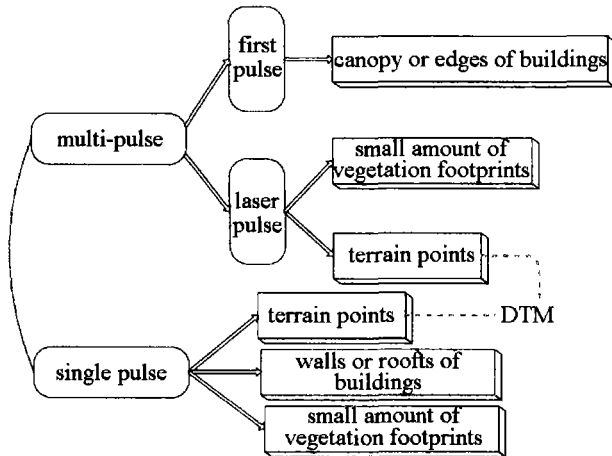 first
pulse
canopy or edges of buildings
multi-pulse
small amount of
vegetation footprints
laser
pulse
terrain points
terrain points
DTM
single pulse
walls or roofts of
buildings
small amount of
vegetation footprints